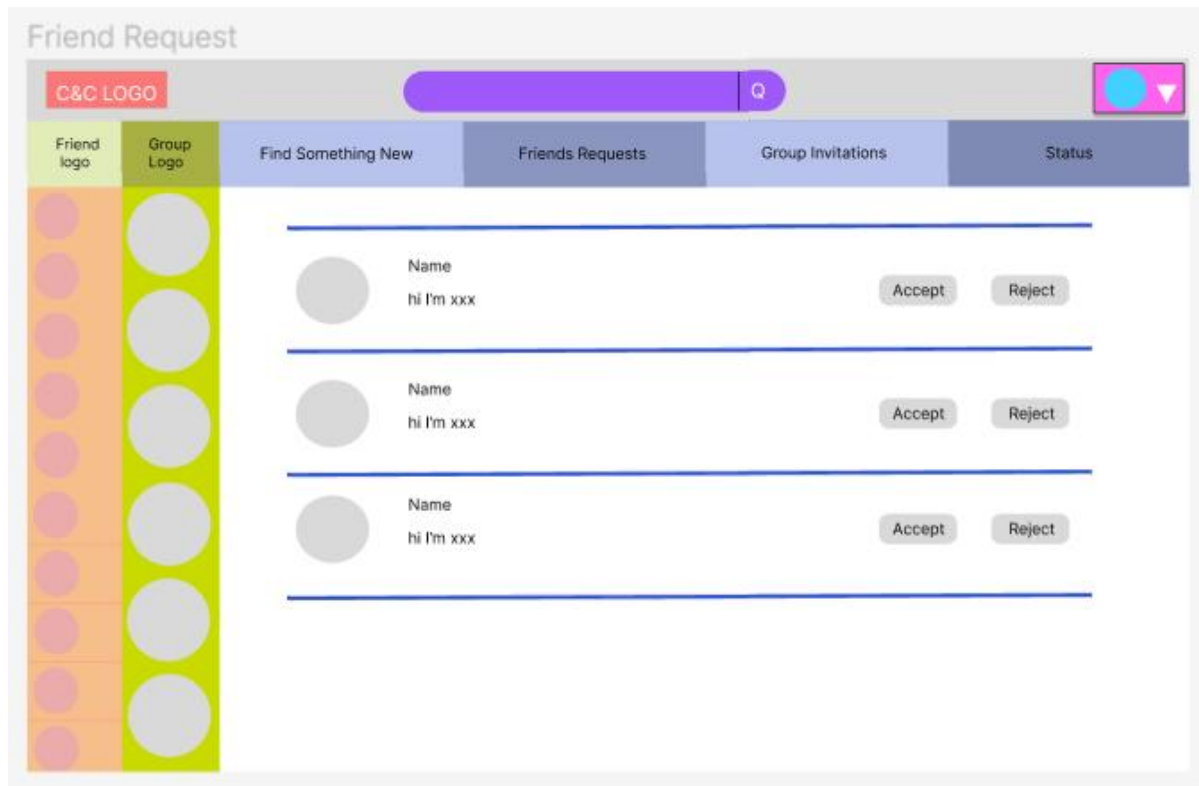 Friend Request
C&C LOGO
Q
Friend
logo
Group
Logo
Find Something New
Friends Requests
Group Invitations
Status
Name
hi I'm xxx
Accept
Reject
Name
hi I'm xxx
Accept
Reject
Name
hi I'm xxx
Accept
Reject